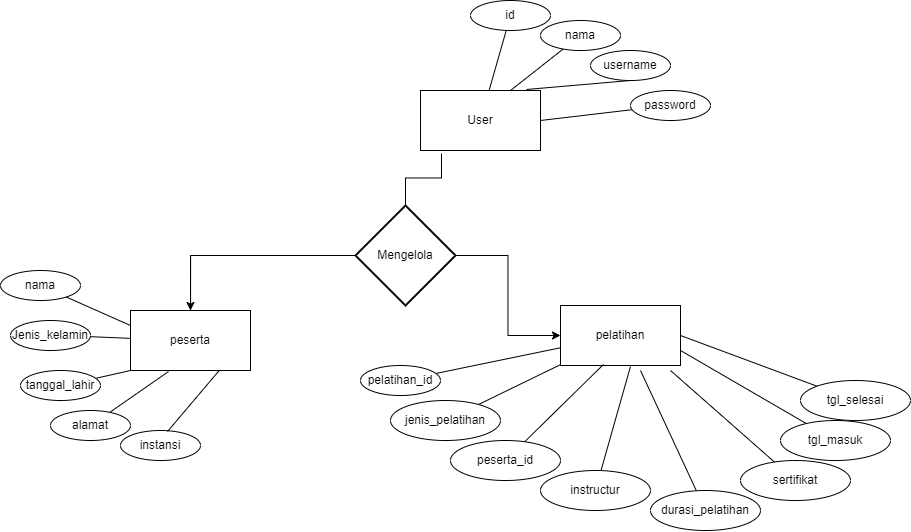 id
nama
username
password
User
Mengelola
nama
Jenis_kelamin
tanggal_lahir
alamat
instansi
peserta
pelatihan
pelatihan_id
jenis_pelatihan
peserta_id
instructur
durasi_pelatihan
sertifikat
tgl_masuk
tgl_selesai